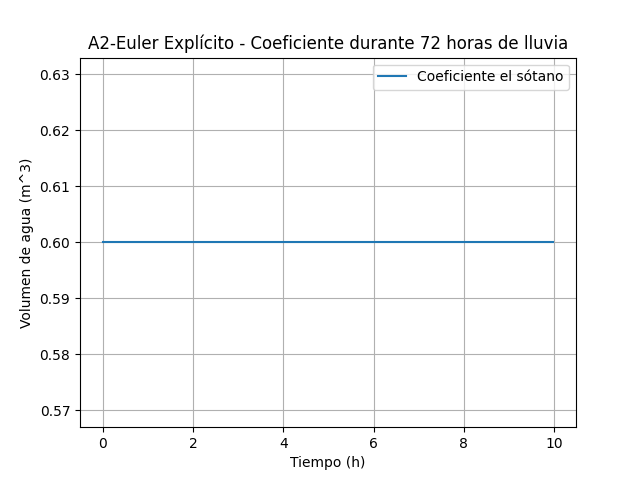 A2-Euler Explícito - Coeficiente durante 72 horas de lluvia
Coeficiente el sótano
0.63
0.62
0.61
0.60
0.59
0.58
0.57
Volumen de agua (m^3)
0 2 4 6 8 10
Tiempo (h)